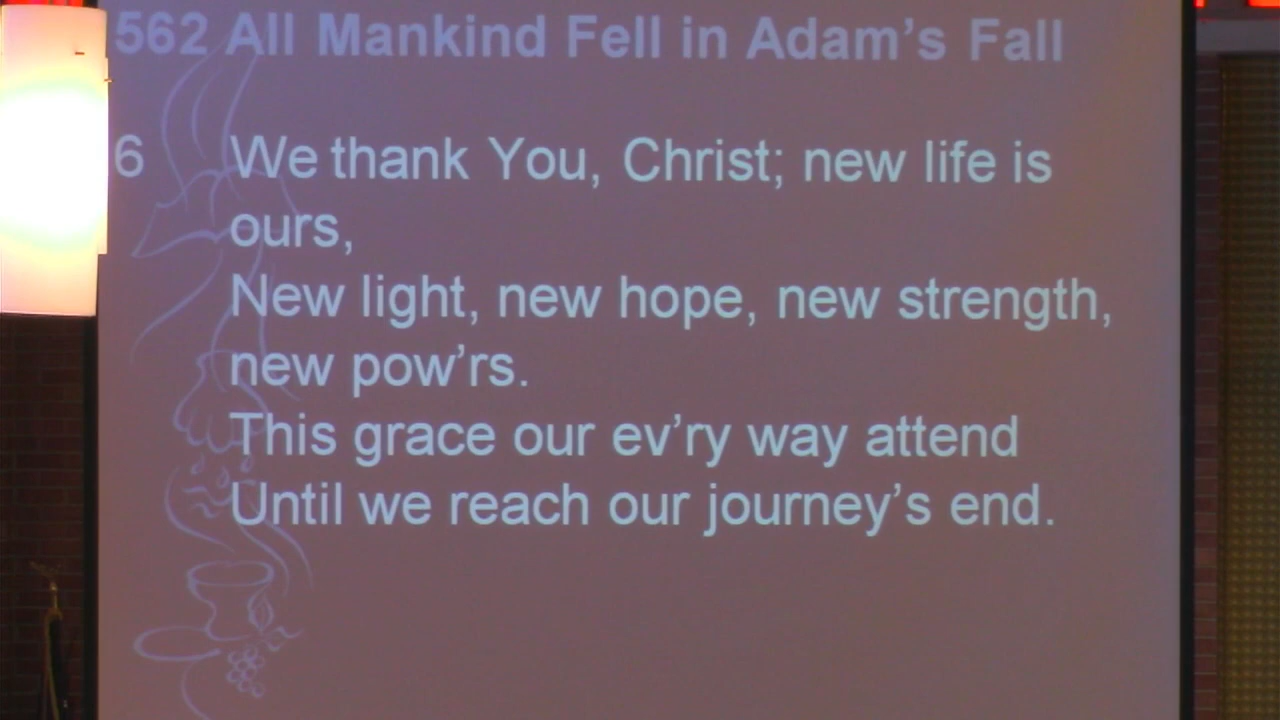 562 All Mankind Fell in Adam’s Fall
6 We thank You, Christ; new life is
ours,
New light, new hope, new strength,
new pow’rs.
This grace our ev’ry way attend
Until we reach our journey’s end.